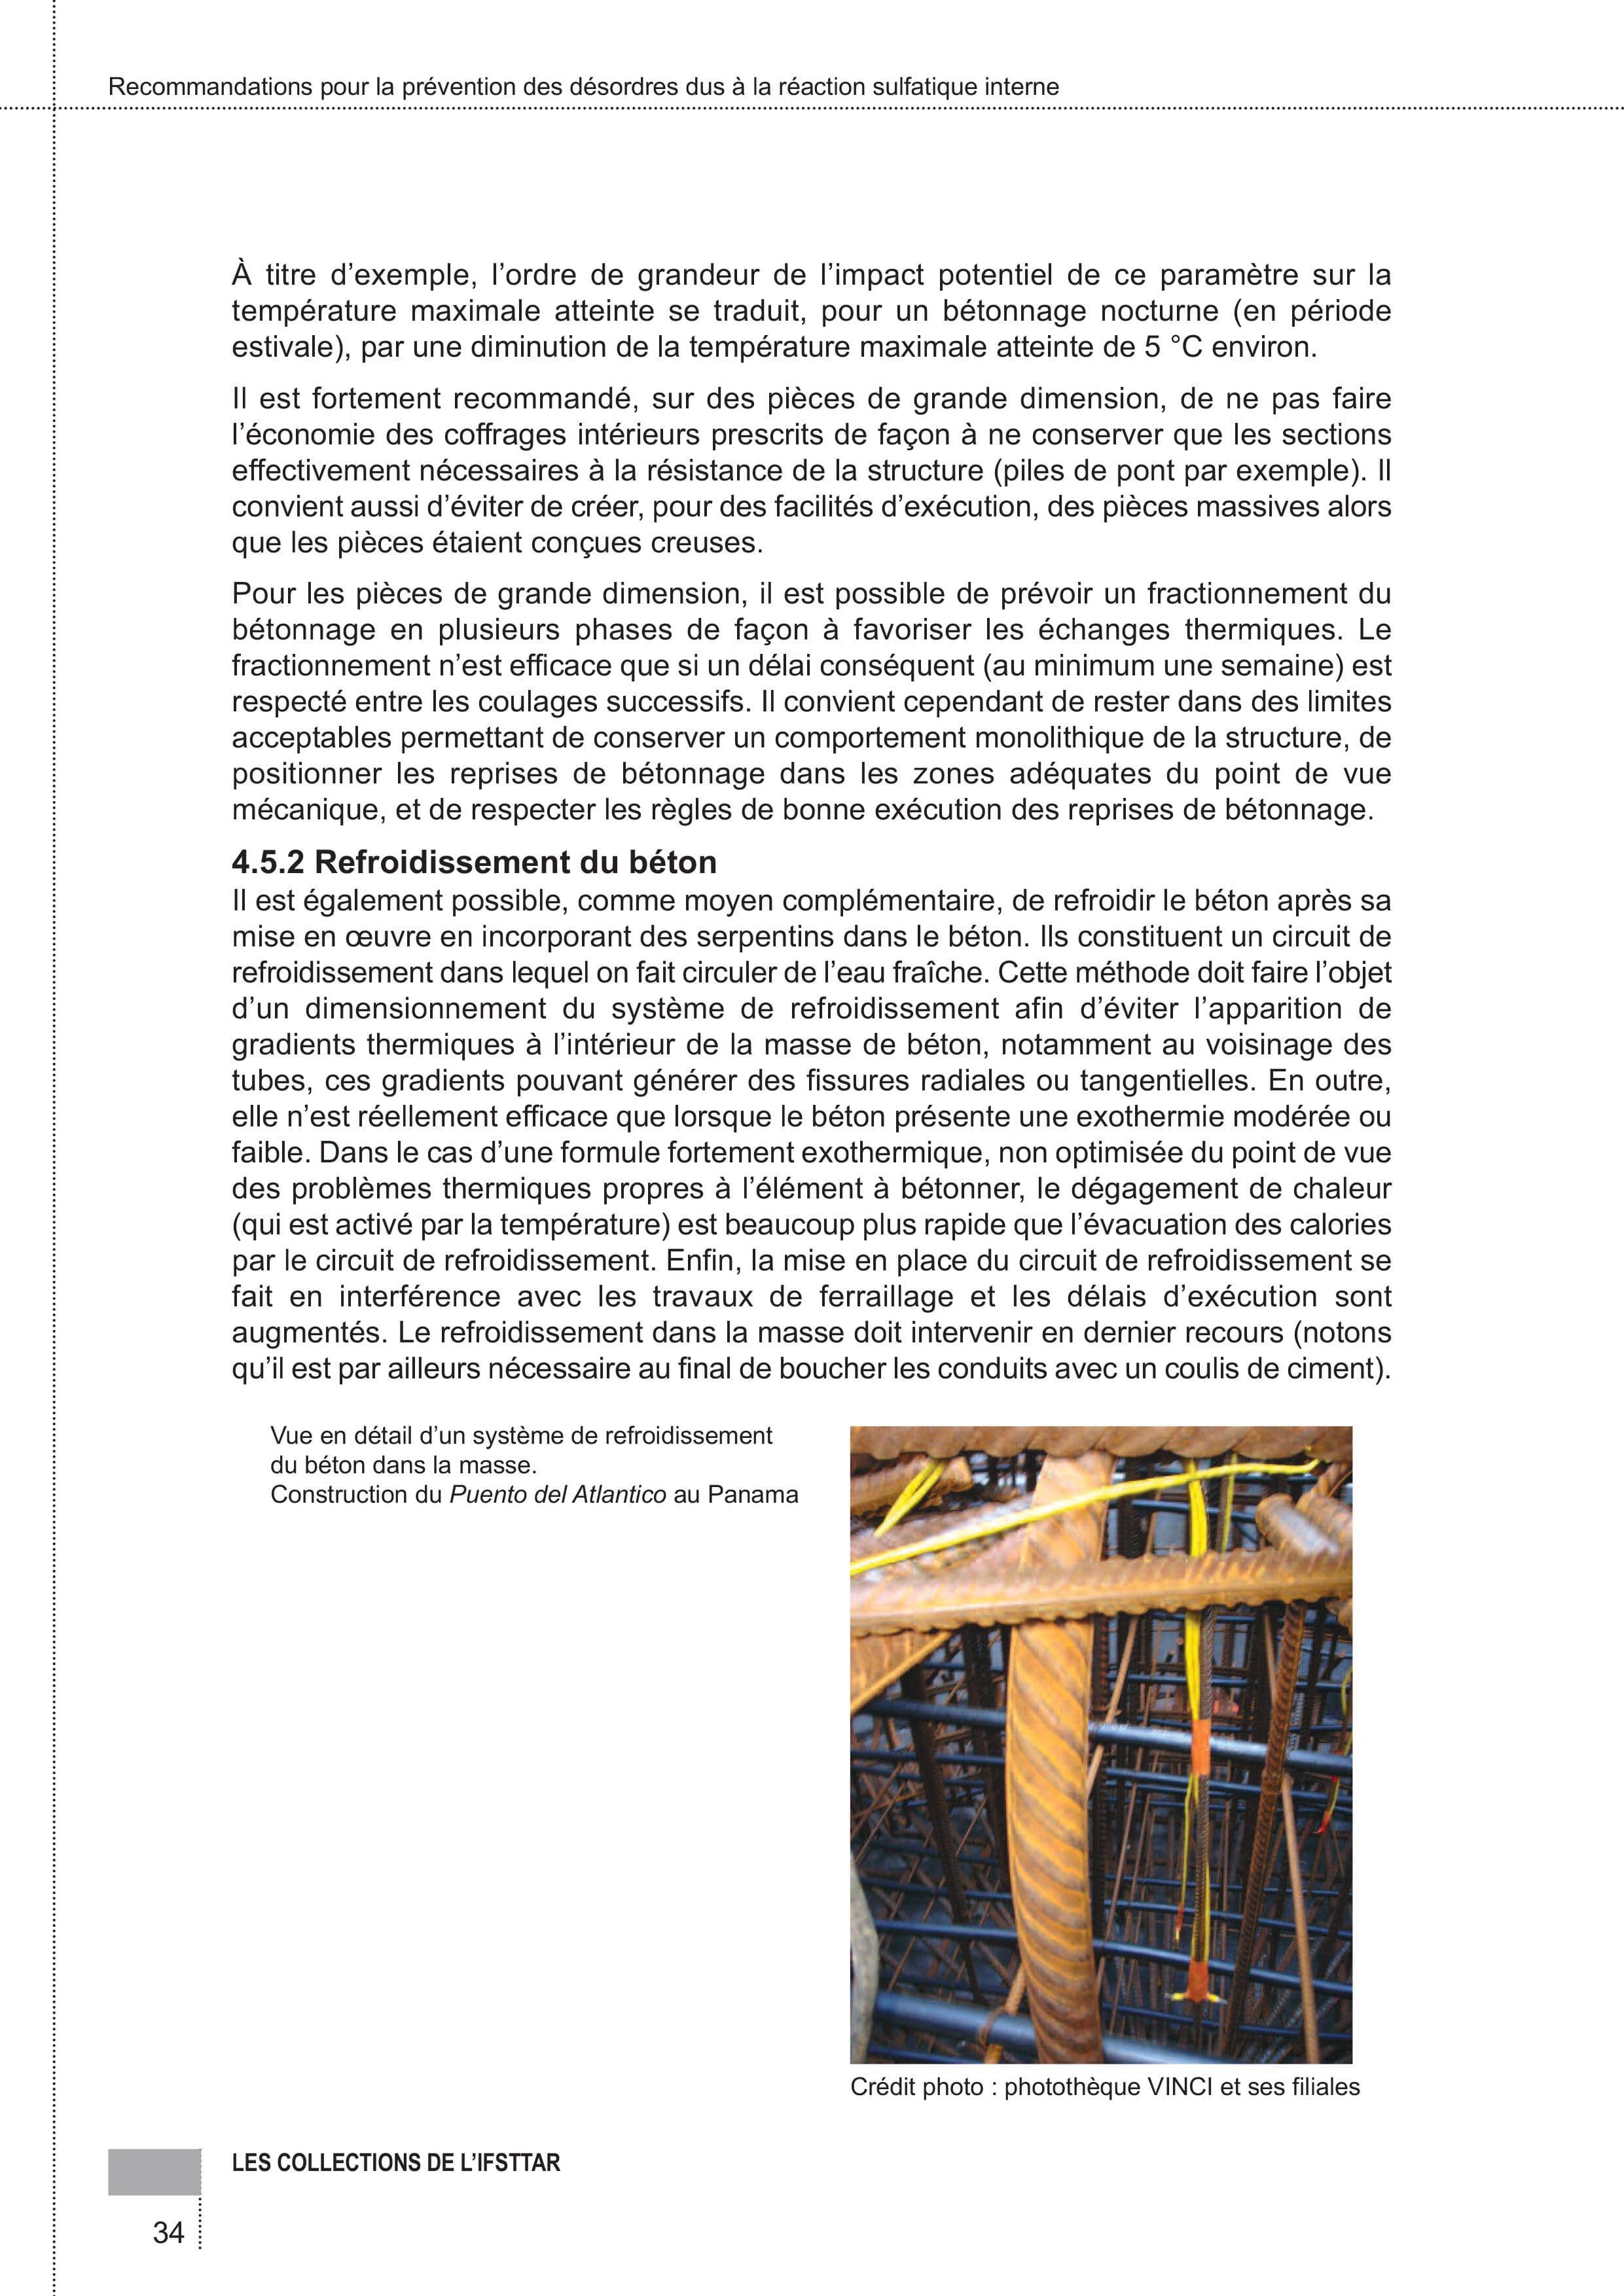 Recommandations pour la prévention des désordres dus à la réaction sulfatique interne
À titre d’exemple, l’ordre de grandeur de l’impact potentiel de ce paramètre sur la
température maximale atteinte se traduit, pour un bétonnage nocturne (en période
estivale), par une diminution de la température maximale atteinte de 5 °C environ.
Il est fortement recommandé, sur des pièces de grande dimension, de ne pas faire
l’économie des coffrages intérieurs prescrits de façon à ne conserver que les sections
effectivement nécessaires à la résistance de la structure (piles de pont par exemple). Il
convient aussi d’éviter de créer, pour des facilités d’exécution, des pièces massives alors
que les pièces étaient conçues creuses.
Pour les pièces de grande dimension, il est possible de prévoir un fractionnement du
bétonnage en plusieurs phases de façon à favoriser les échanges thermiques. Le
fractionnement n’est efficace que si un délai conséquent (au minimum une semaine) est
respecté entre les coulages successifs. Il convient cependant de rester dans des limites
acceptables permettant de conserver un comportement monolithique de la structure, de
positionner les reprises de bétonnage dans les zones adéquates du point de vue
mécanique, et de respecter les règles de bonne exécution des reprises de bétonnage.
4.5.2 Refroidissement du béton
Il est également possible, comme moyen complémentaire, de refroidir le béton après sa
mise en œuvre en incorporant des serpentins dans le béton. Ils constituent un circuit de
refroidissement dans lequel on fait circuler de l’eau fraîche. Cette méthode doit faire l’objet
d’un dimensionnement du système de refroidissement afin d’éviter l’apparition de
gradients thermiques à l’intérieur de la masse de béton, notamment au voisinage des
tubes, ces gradients pouvant générer des fissures radiales ou tangentielles. En outre,
elle n’est réellement efficace que lorsque le béton présente une exothermie modérée ou
faible. Dans le cas d’une formule fortement exothermique, non optimisée du point de vue
des problèmes thermiques propres à l’élément à bétonner, le dégagement de chaleur
(qui est activé par la température) est beaucoup plus rapide que l’évacuation des calories
par le circuit de refroidissement. Enfin, la mise en place du circuit de refroidissement se
fait en interférence avec les travaux de ferraillage et les délais d’exécution sont
augmentés. Le refroidissement dans la masse doit intervenir en dernier recours (notons
qu’il est par ailleurs nécessaire au final de boucher les conduits avec un coulis de ciment).
Vue en détail d’un système de refroidissement
du béton dans la masse.
Construction du Puento del Atlantico au Panama
Crédit photo : photothèque VINCI et ses filiales
LES COLLECTIONS DE L’IFSTTAR
34